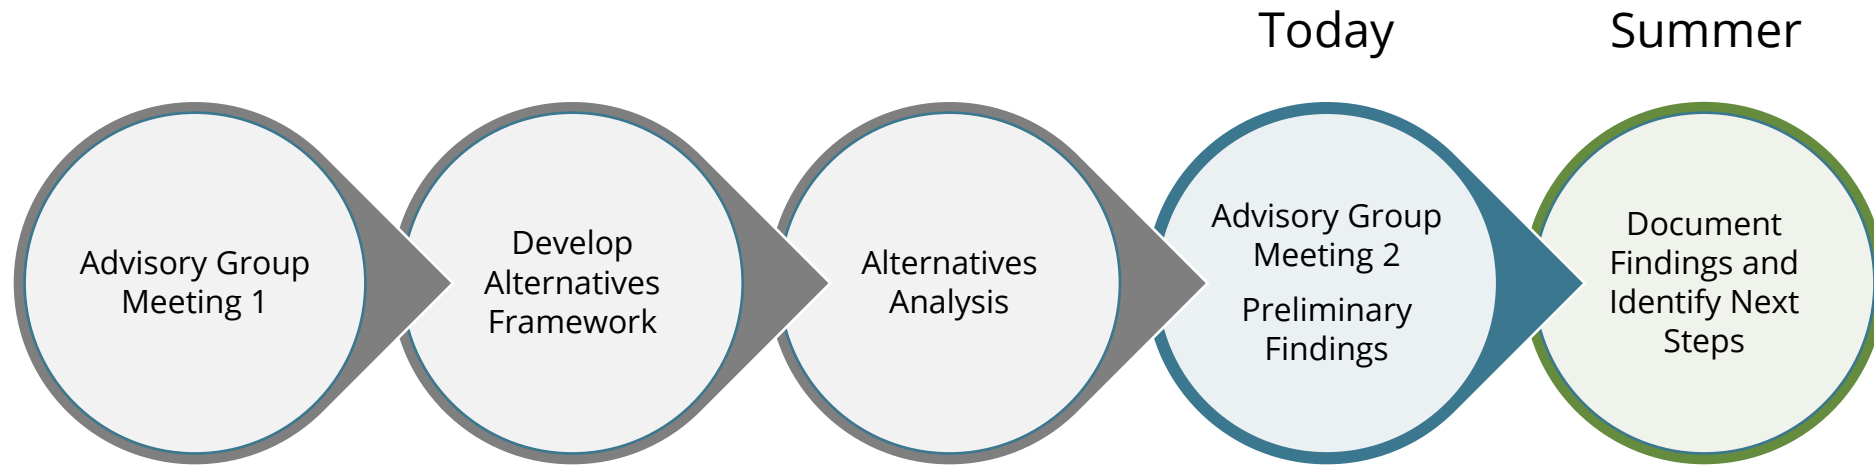 Today
Summer
Advisory Group
Meeting 1
Develop
Alternatives
Framework
Alternatives
Analysis
Advisory Group
Meeting 2
Preliminary
Findings
Document
Findings and
Identify Next
Steps